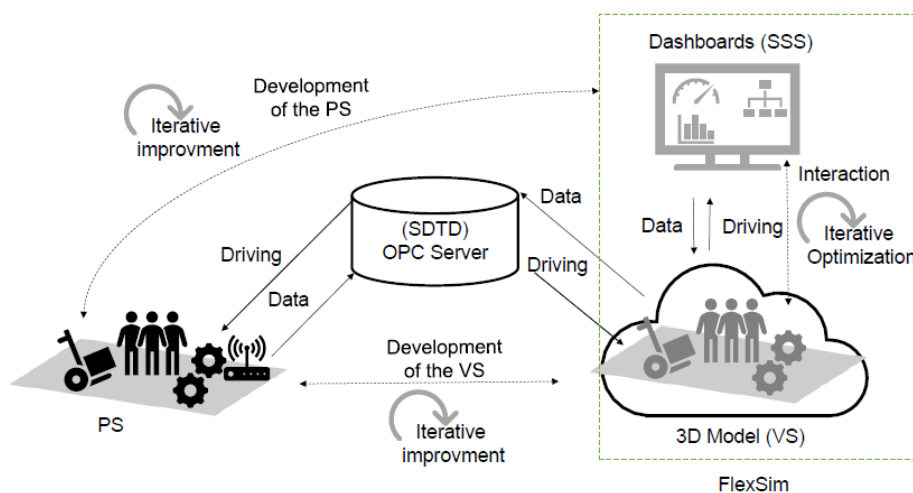 Dashboards (SSS)
Development
of the PS
Iterative
improvment
Interaction
Data
(SDTD)
OPC Server
Driving
Data
Driving
Data
Driving
Iterative
Optimization
Development
of the VS
PS
Iterative
improvment
3D Model (VS)
FlexSim